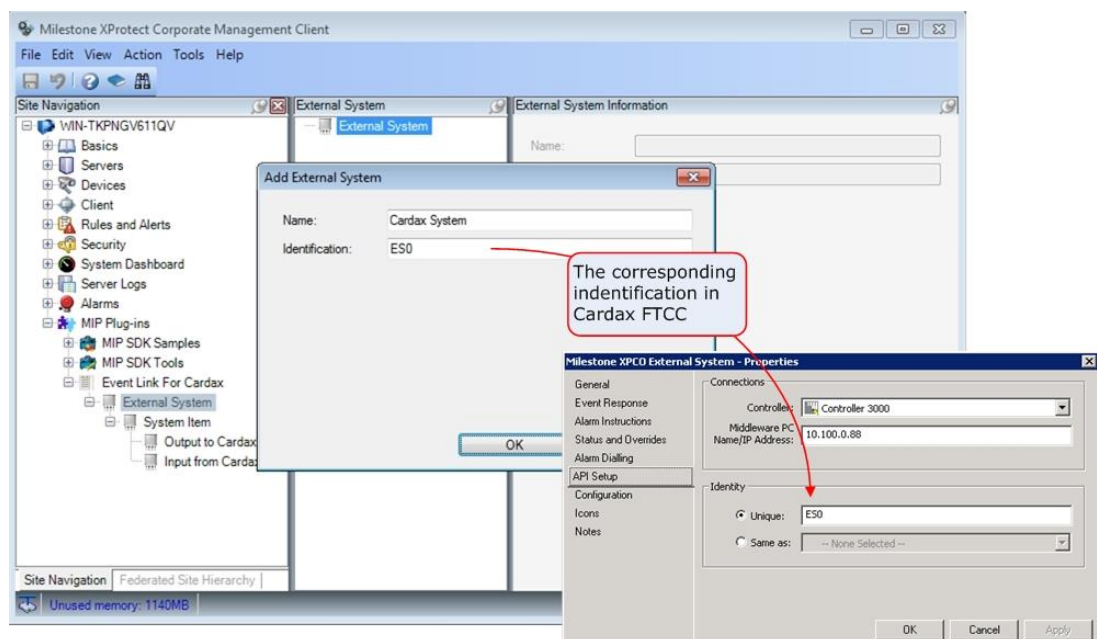 Milestone XProtect Corporate Management Client
File Edit View Action Tools Help
Site Navigation
WIN-TKPNGV611QV
Basics
Servers
Devices
Client
Rules and Alerts
Security
System Dashboard
Server Logs
Alarms
MIP Plug-ins
MIP SDK Samples
MIP SDK Tools
Event Link For Cardax
External System
System Item
Output to Cardax
Input from Cardax
Site Navigation Federated Site Hierarchy
Unused memory: 1140MB
External System
External System
External System Information
Name:
Add External System
Name: Cardax System
Identification: ES0
OK
The corresponding
indentification in
Cardax FTCC
Milestone XPCO External System - Properties
General
Event Response
Alarm Instructions
Status and Overrides
Alarm Dialling
API Setup
Configuration
Icons
Notes
Connections
Controller: Controller 3000
Middleware PC
Name/IP Address: 10.100.0.88
Identity
Unique: ES0
Same as: -- None Selected --
OK Cancel Apply